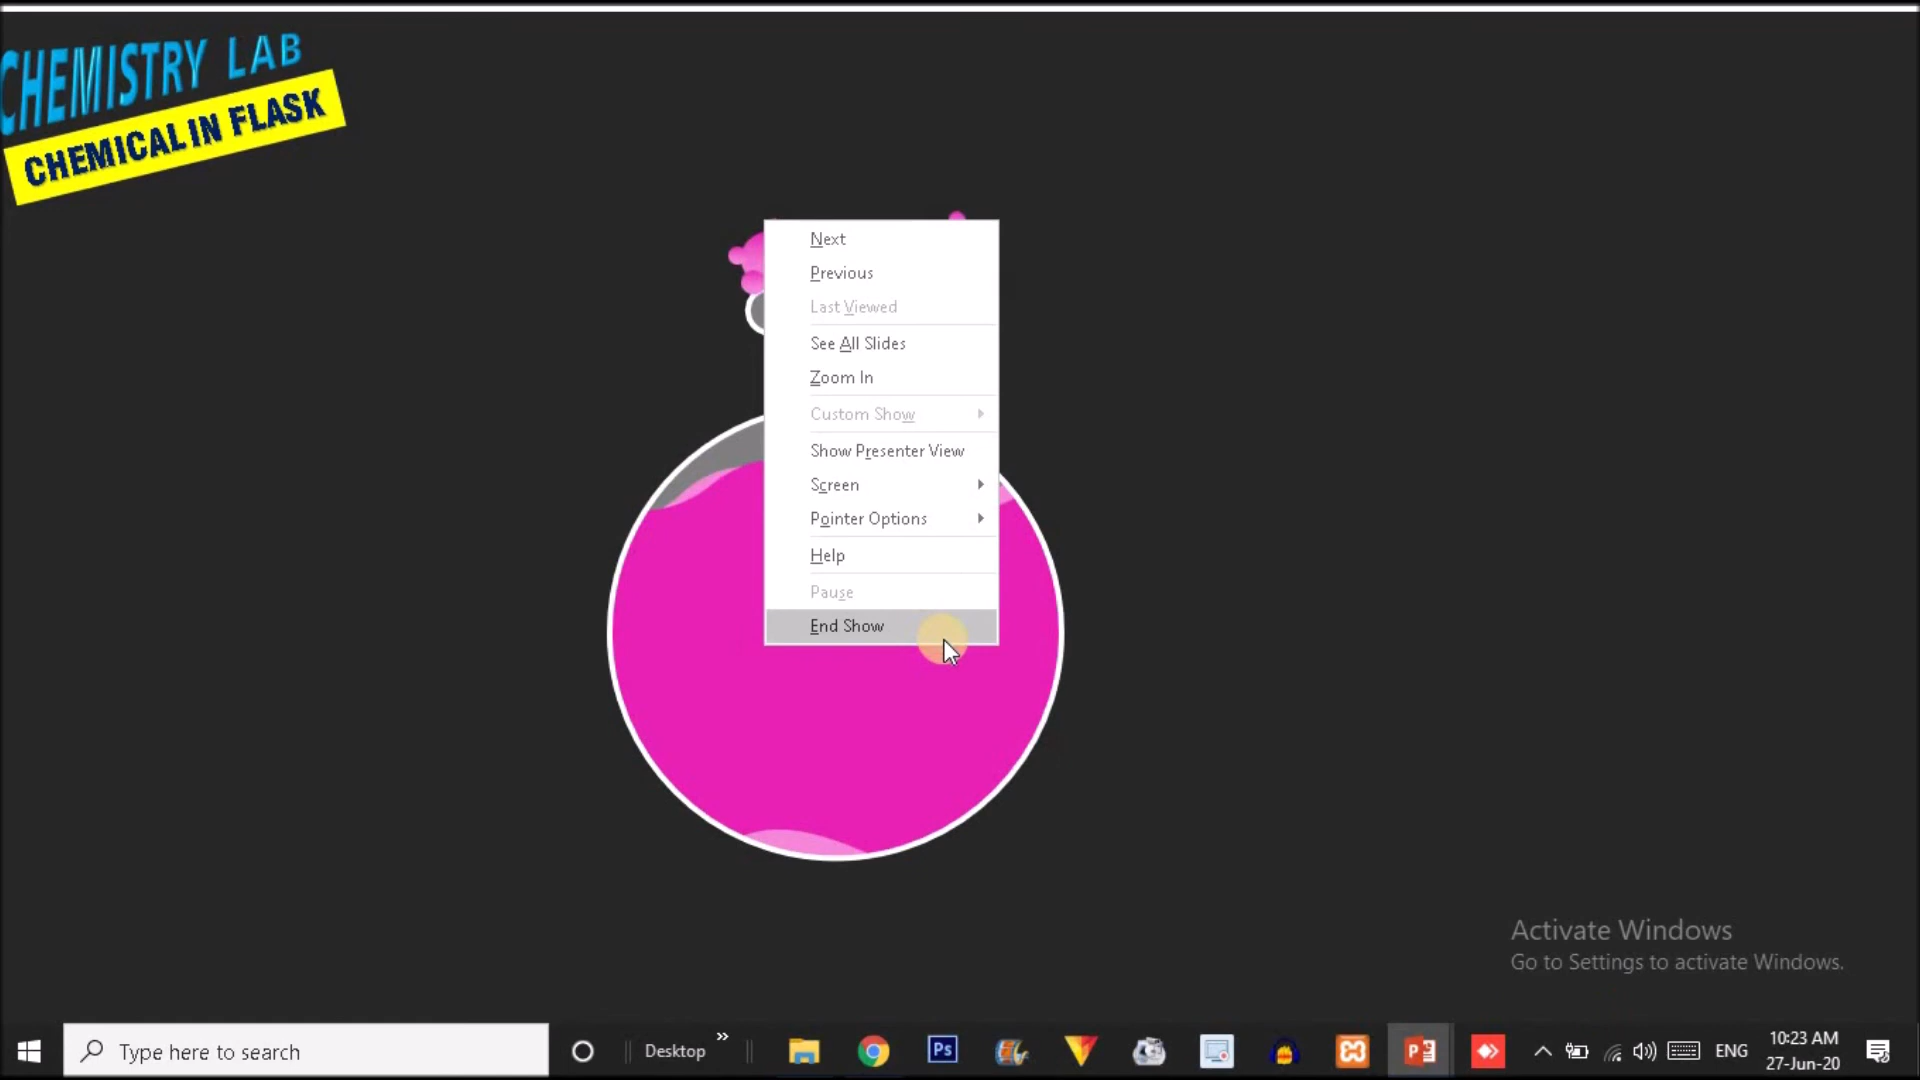 CHEMISTRY LAB
CHEMICAL IN FLASK
Next
Previous
Last Viewed
See All Slides
Zoom In
Custom Show
Show Presenter View
Screen
Pointer Options
Help
Pause
End Show
Activate Windows
Go to Settings to activate Windows.
Type here to search
Desktop
Ps
ENG
10:23 AM
27-Jun-20